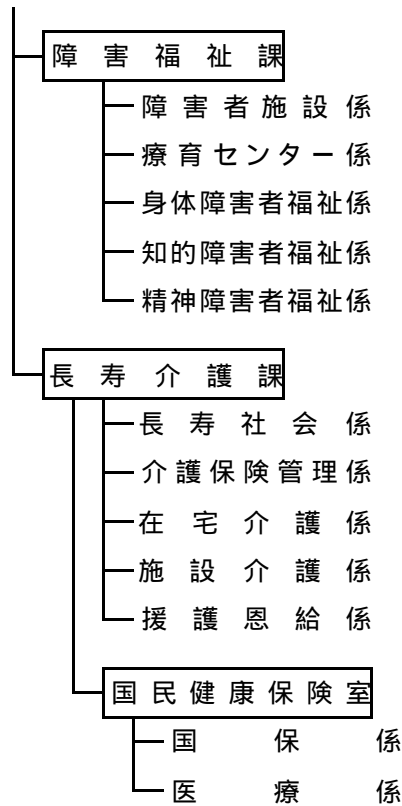 障害福祉課
障害者施設係
療育センター係
身体障害者福祉係
知的障害者福祉係
精神障害者福祉係
長寿介護課
長寿社会係
介護保険管理係
在宅介護係
施設介護係
援護恩給係
国民健康保険室
国保係
医療係